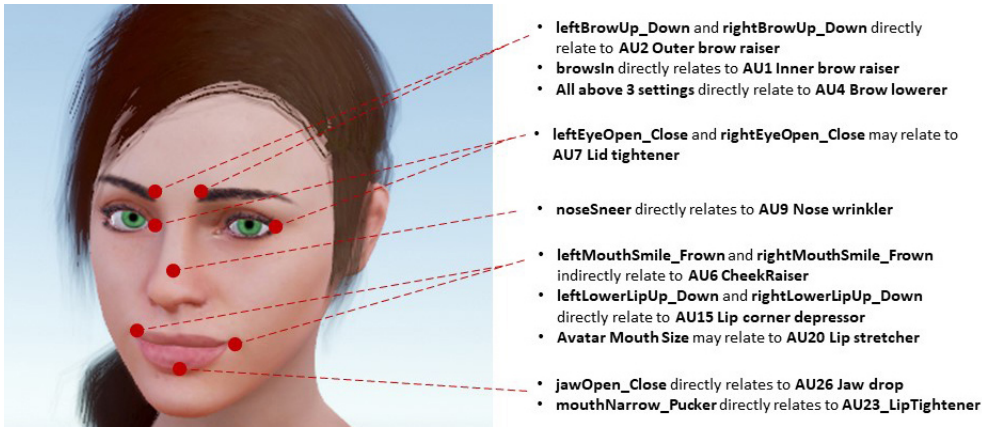 • leftBrowUp_Down and rightBrowUp_Down directly
relate to AU2 Outer brow raiser
• browsIn directly relates to AU1 Inner brow raiser
• All above 3 settings directly relate to AU4 Brow lowerer
• leftEyeOpen_Close and rightEyeOpen_Close may relate to
AU7 Lid tightener
• noseSneer directly relates to AU9 Nose wrinkler
• leftMouthSmile_Frown and rightMouthSmile_Frown
indirectly relate to AU6 CheekRaiser
• leftLowerLipUp_Down and rightLowerLipUp_Down
directly relate to AU15 Lip corner depressor
• Avatar Mouth Size may relate to AU20 Lip stretcher
• jawOpen_Close directly relates to AU26 Jaw drop
• mouthNarrow_Pucker directly relates to AU23_LipTightener